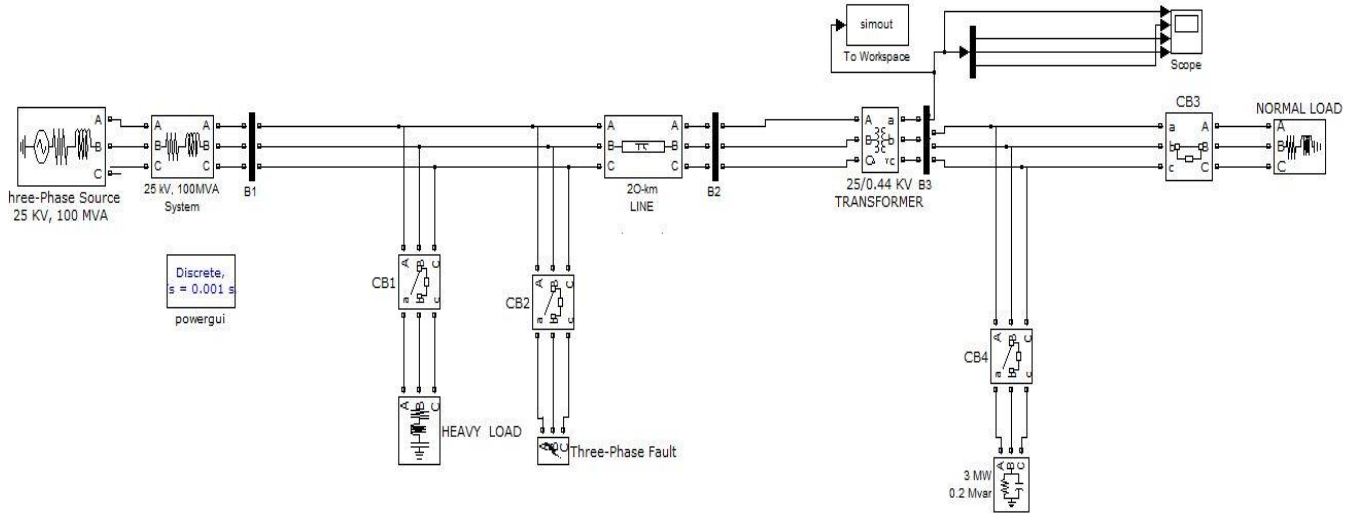 simout
To Workspace
Scope
CB3
NORMAL LOAD
A
A
A
A
A
a
a
A
A
B
B
B
B
B
B
b
b
B
B
C
C
C
C
C
C
c
c
C
C
hree-Phase Source
25 KV, 100 MVA
25 kV, 100MVA
System
B1
20-km
LINE
B2
25/0.44 KV
TRANSFORMER
B3
Discrete,
s = 0.001 s
powergui
CB1
A B C
a b c
CB2
A B C
a b c
CB4
A B C
a b c
A B C
HEAVY LOAD
C
Three-Phase Fault
A B C
3 MW
0.2 Mvar